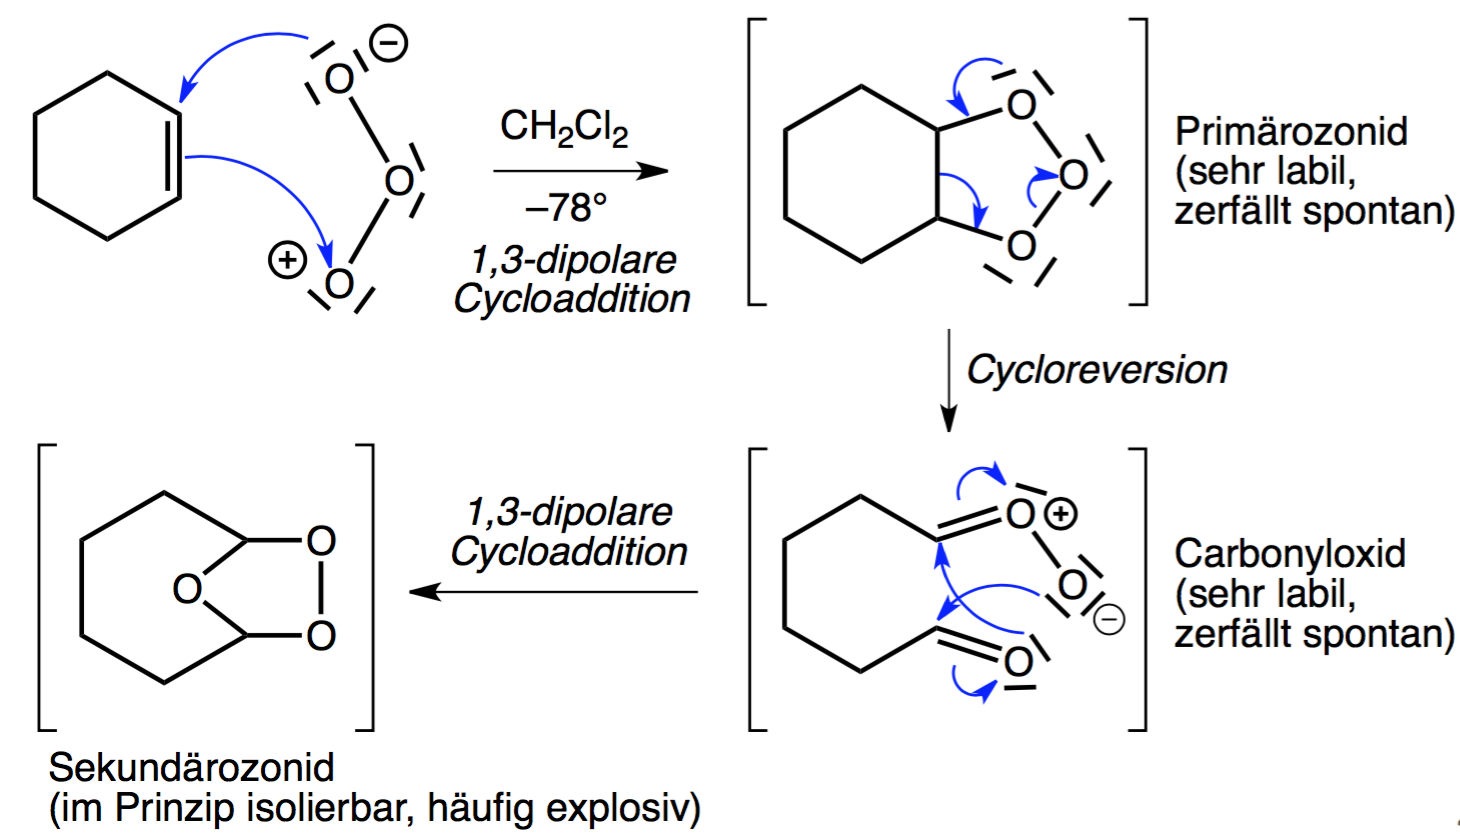 O
⊖
O
O
⊕
CH₂Cl₂
–78°
1,3-dipolare
Cycloaddition
O
O
O
Primärozonid
(sehr labil,
zerfällt spontan)
Cycloreversion
O
⊕
O
⊖
O
Carbonyloxid
(sehr labil,
zerfällt spontan)
1,3-dipolare
Cycloaddition
O
O
O
Sekundärozonid
(im Prinzip isolierbar, häufig explosiv)